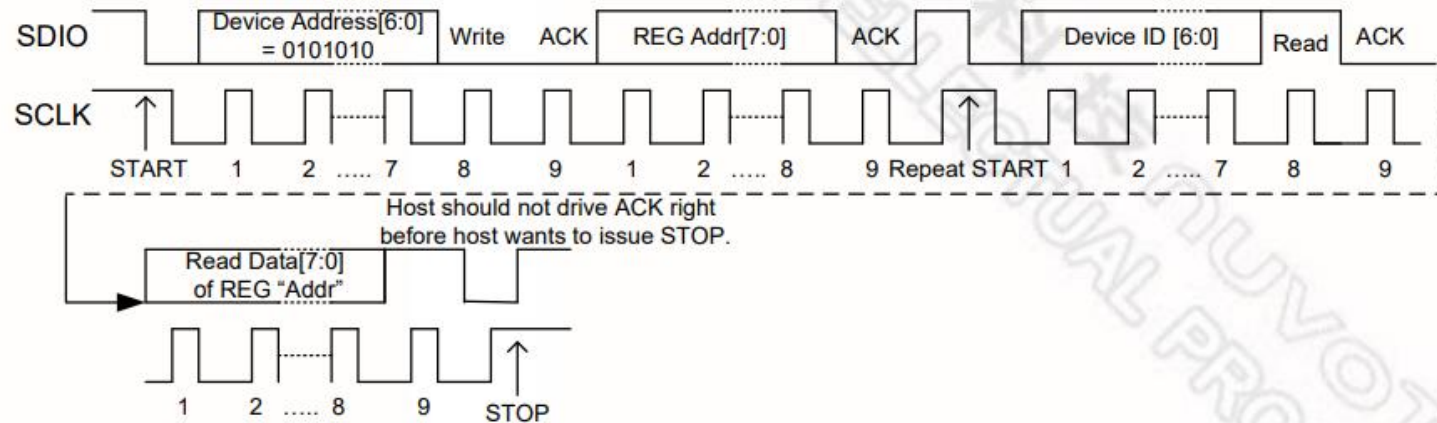 SDIO
Device Address[6:0]
= 0101010
Write
ACK
REG Addr[7:0]
ACK
Device ID [6:0]
Read
ACK
SCLK
START 1 2 ..... 7 8 9 1 2 ..... 8 9 Repeat START 1 2 ..... 7 8 9
Host should not drive ACK right
before host wants to issue STOP.
Read Data[7:0]
of REG “Addr”
1 2 ..... 8 9 STOP